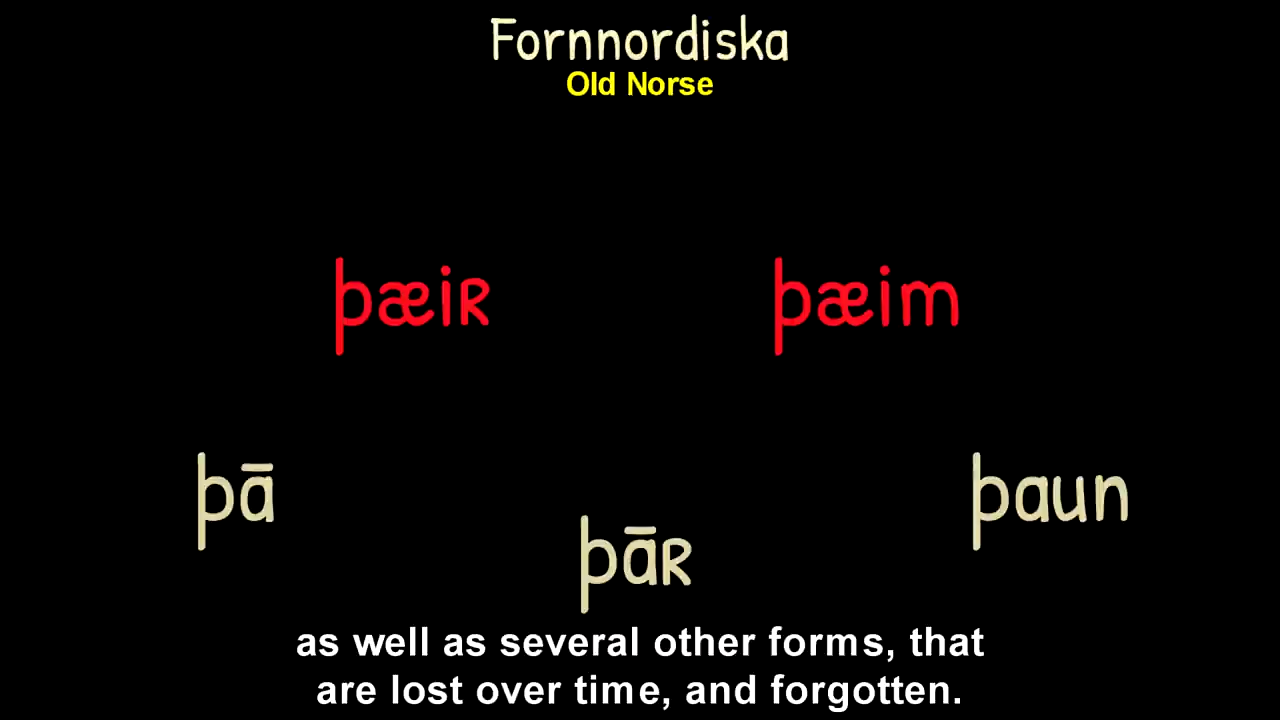 Fornnordiska
Old Norse
þæiʀ þæim
þā þaun
þāʀ
as well as several other forms, that
are lost over time, and forgotten.